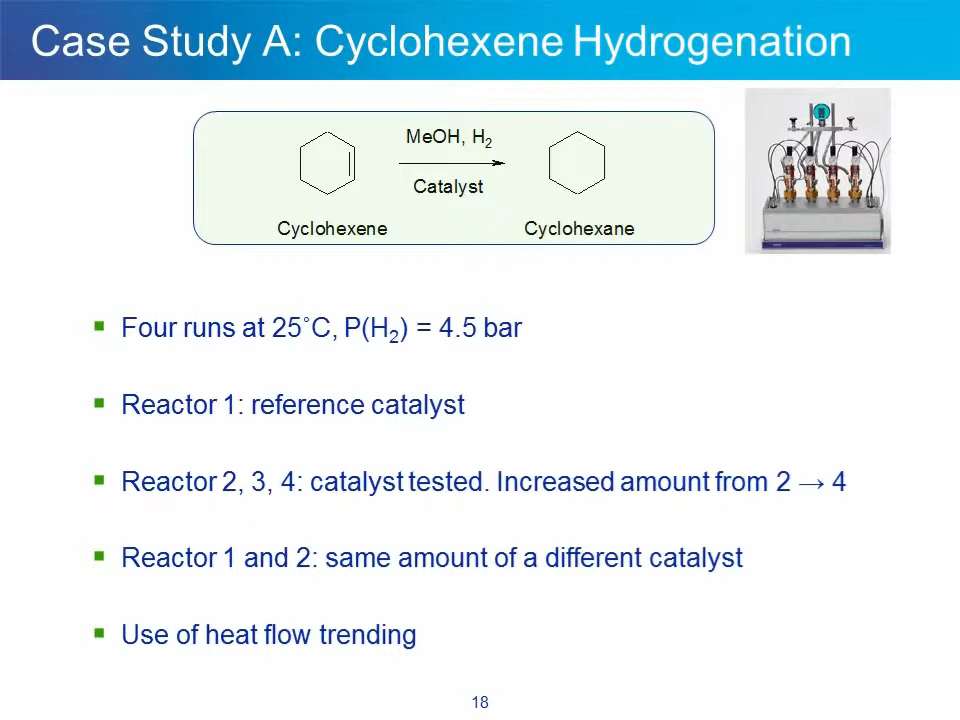 Case Study A: Cyclohexene Hydrogenation
MeOH, H₂
Catalyst
Cyclohexene
Cyclohexane
Four runs at 25˚C, P(H₂) = 4.5 bar
Reactor 1: reference catalyst
Reactor 2, 3, 4: catalyst tested. Increased amount from 2 → 4
Reactor 1 and 2: same amount of a different catalyst
Use of heat flow trending
18